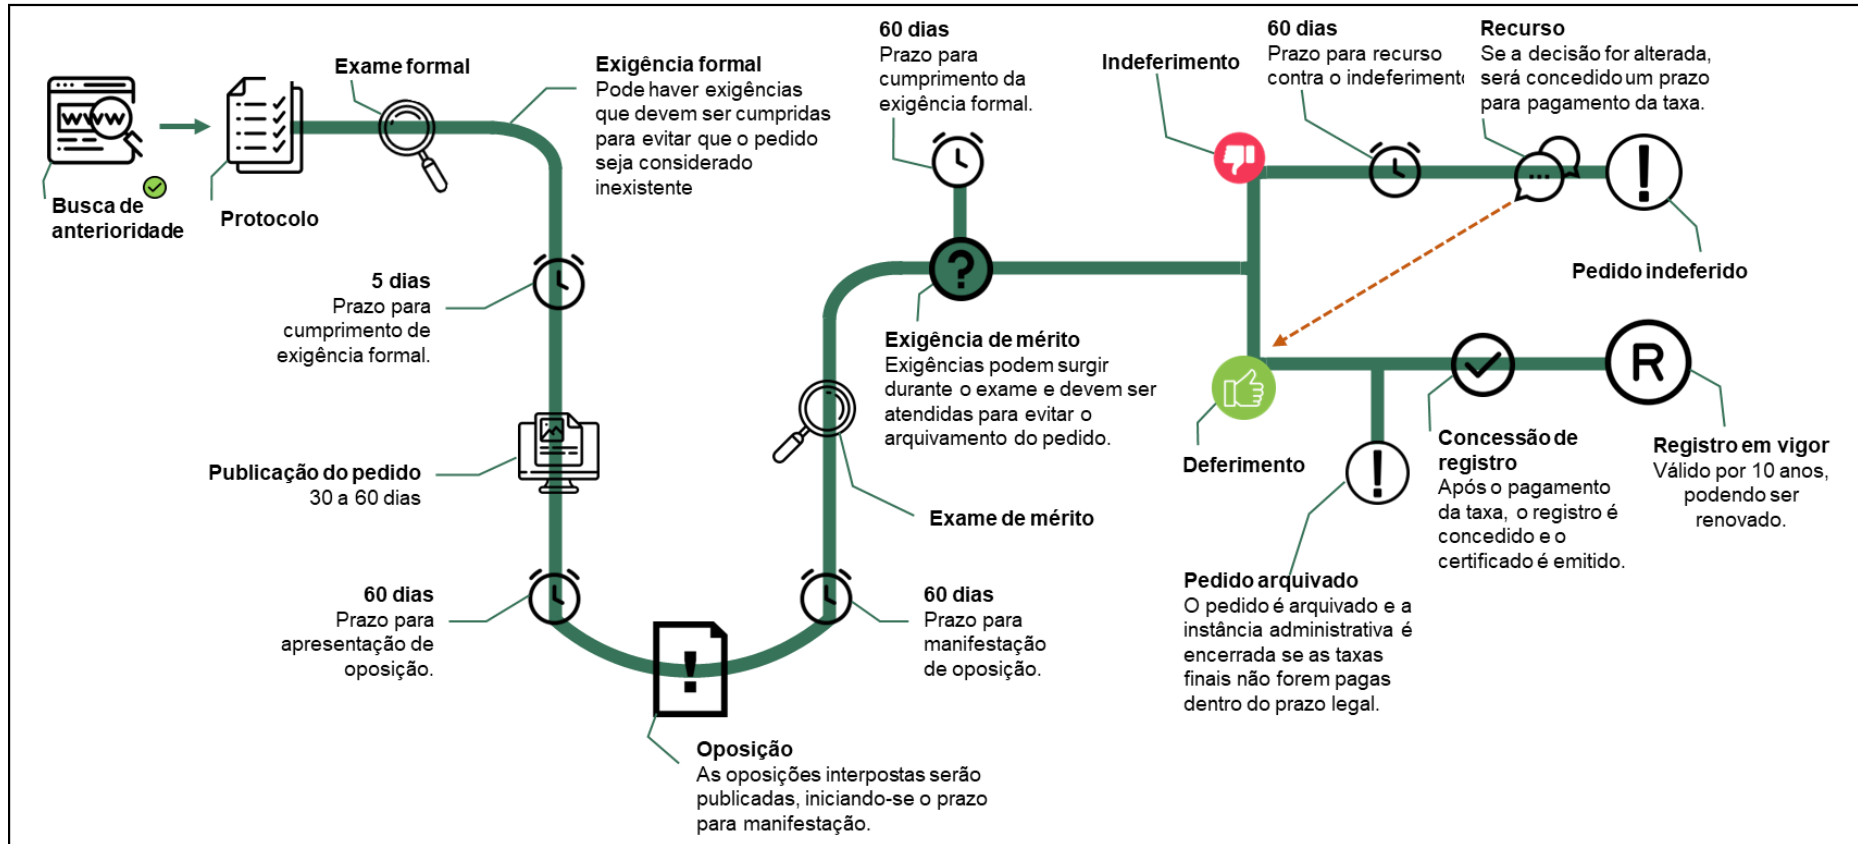 WWW
Busca de
anterioridade
Protocolo
Exame formal
Exigência formal
Pode haver exigências
que devem ser cumpridas
para evitar que o pedido
seja considerado
inexistente
5 dias
Prazo para
cumprimento de
exigência formal.
Publicação do pedido
30 a 60 dias
60 dias
Prazo para
apresentação de
oposição.
Oposição
As oposições interpostas serão
publicadas, iniciando-se o prazo
para manifestação.
60 dias
Prazo para
manifestação
de oposição.
Exame de mérito
60 dias
Prazo para
cumprimento da
exigência formal.
?
Exigência de mérito
Exigências podem surgir
durante o exame e devem ser
atendidas para evitar o
arquivamento do pedido.
Indeferimento
60 dias
Prazo para recurso
contra o indeferimento
Recurso
Se a decisão for alterada,
será concedido um prazo
para pagamento da taxa.
Pedido indeferido
Deferimento
Pedido arquivado
O pedido é arquivado e a
instância administrativa é
encerrada se as taxas
finais não forem pagas
dentro do prazo legal.
Concessão de
registro
Após o pagamento
da taxa, o registro é
concedido e o
certificado é emitido.
R
Registro em vigor
Válido por 10 anos,
podendo ser
renovado.